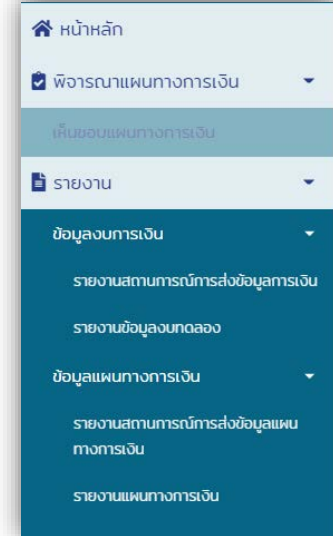 หน้าหลัก
พิจารณาแผนทางการเงิน
เห็นชอบแผนทางการเงิน
รายงาน
ข้อมูลงบการเงิน
รายงานสถานการณ์การส่งข้อมูลการเงิน
รายงานข้อมูลงบทดลอง
ข้อมูลแผนทางการเงิน
รายงานสถานการณ์การส่งข้อมูลแผน
ทางการเงิน
รายงานแผนทางการเงิน